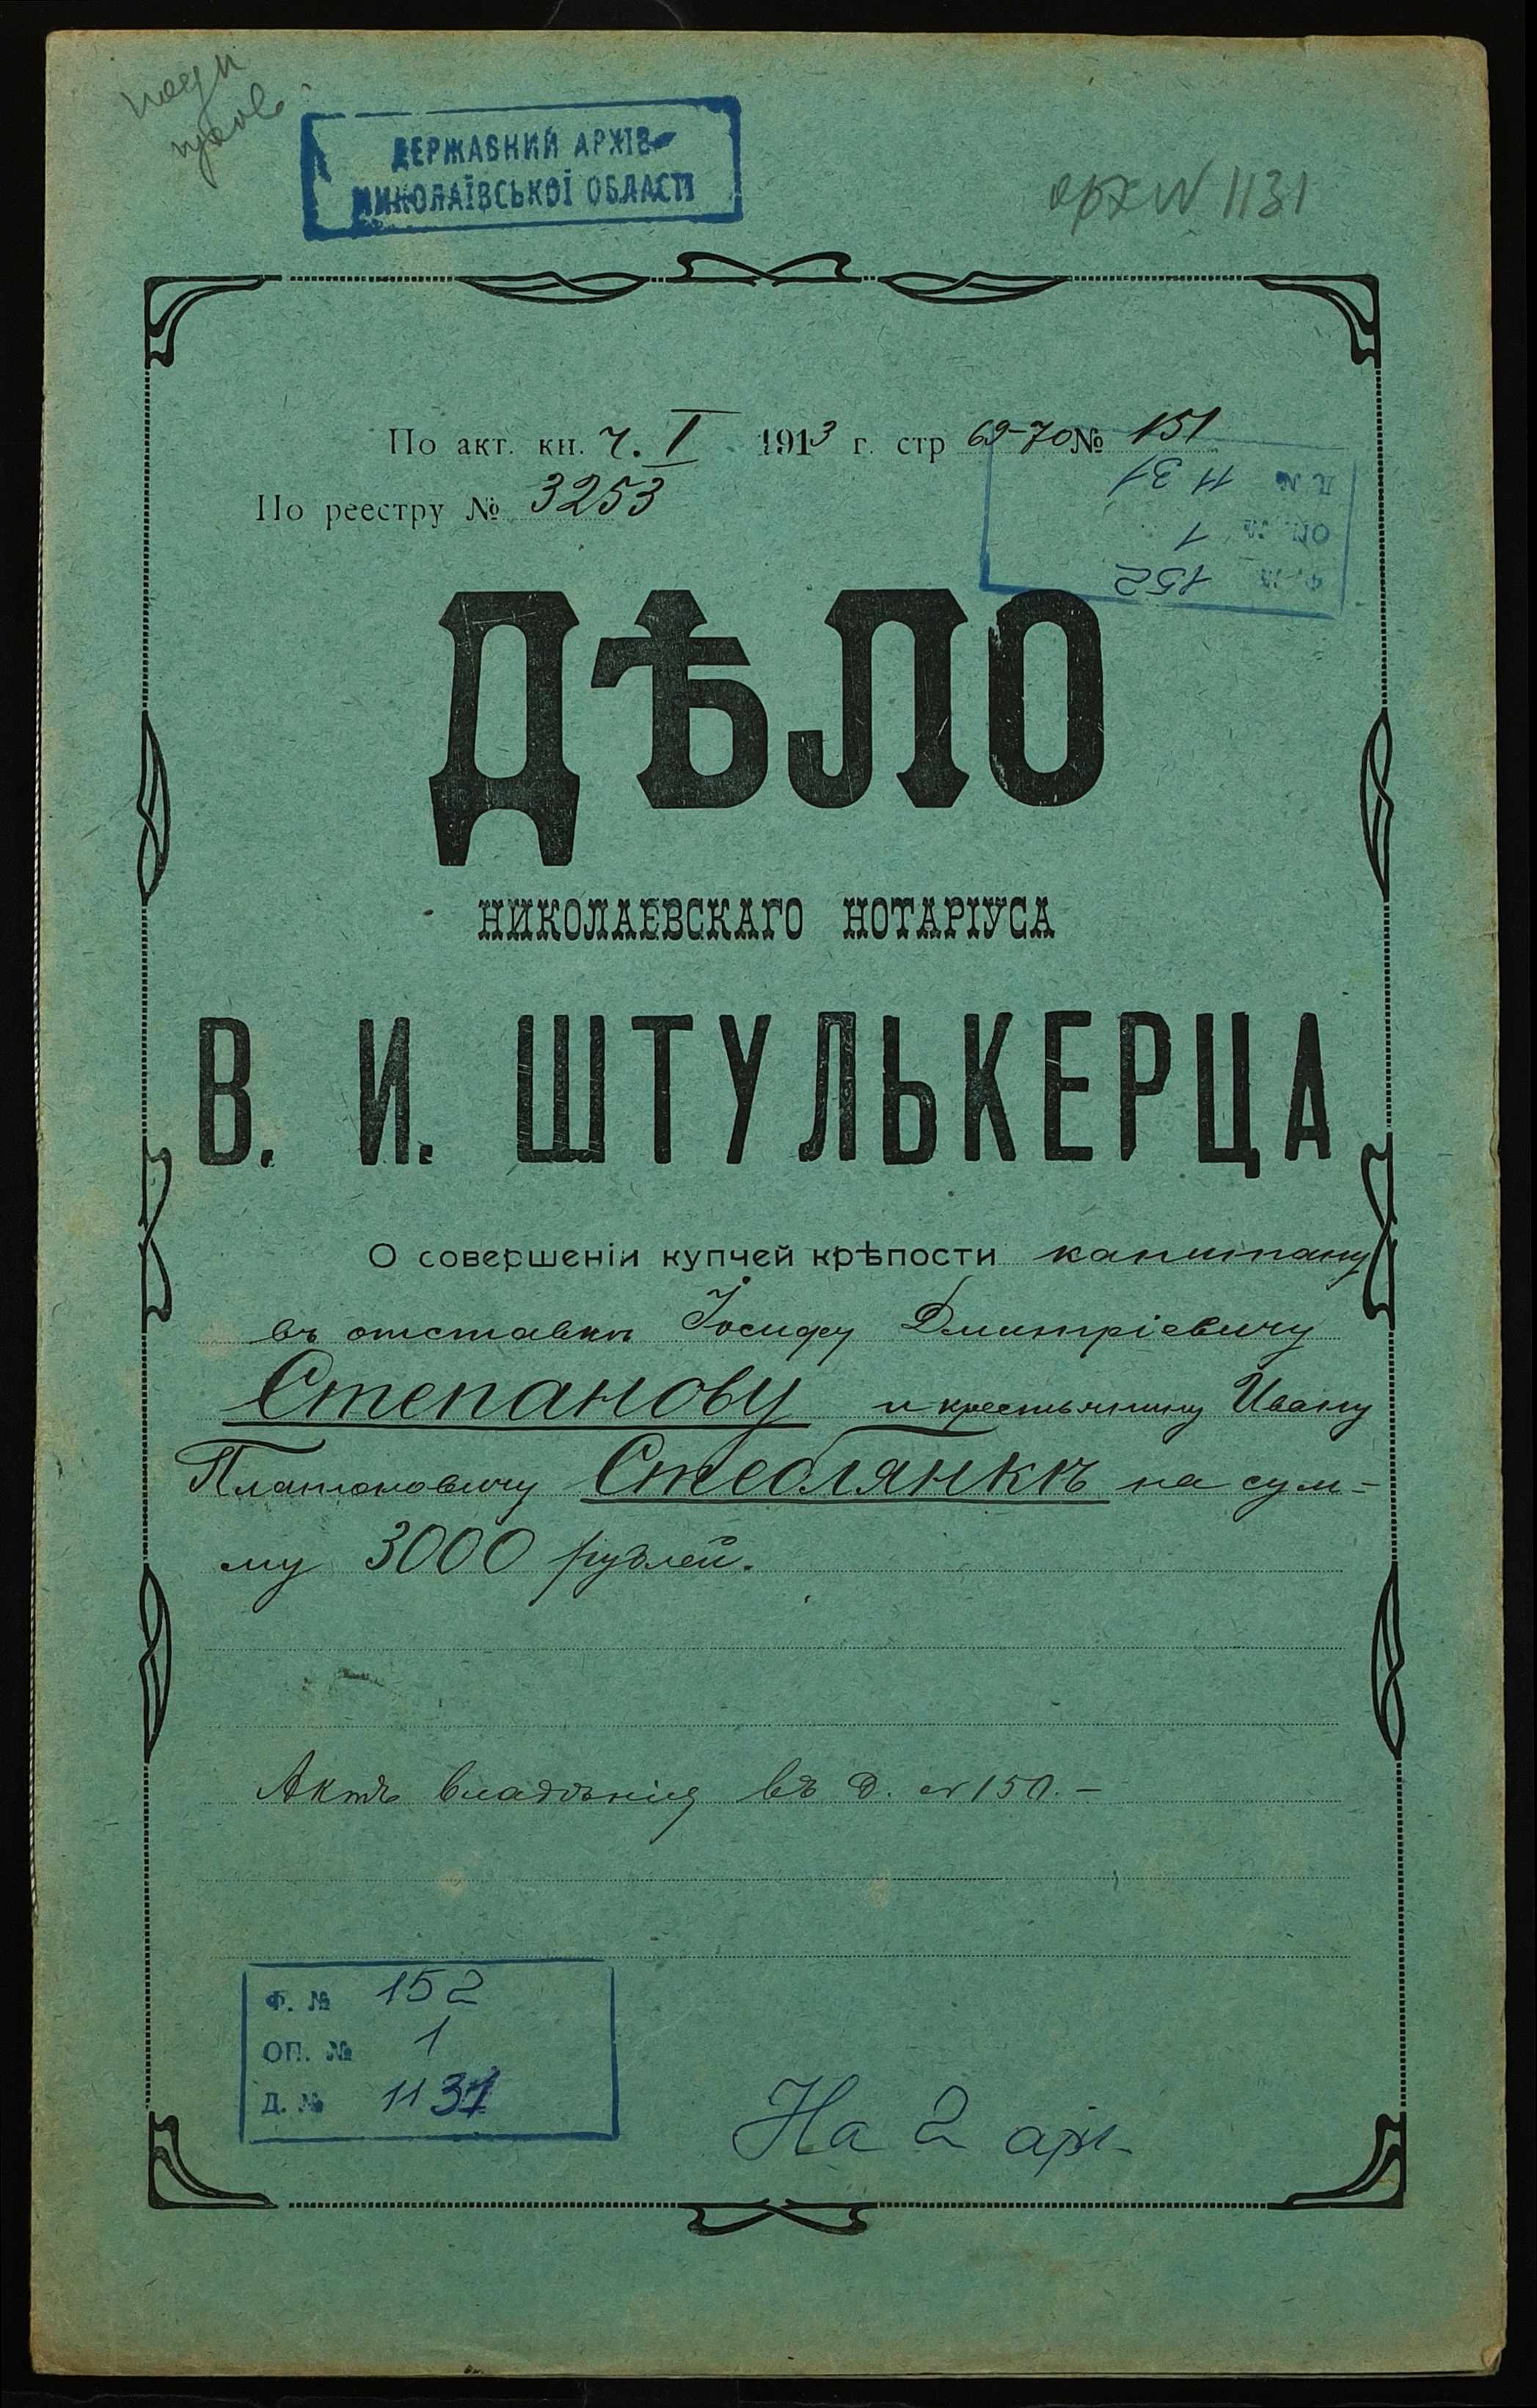 ДЕРЖАВНИЙ АРХІВ
МИКОЛАЇВСЬКОЇ ОБЛАСТІ
арх N 1131
По акт. кн. ч. I 1913 г. стр 69-70 № 151
По реестру № 3253
Д. № 1131
ОП. № 1
Ф. № 152
ДѢЛО
НИКОЛАЕВСКАГО НОТАРІУСА
В. И. ШТУЛЬКЕРЦА
О совершеніи купчей крѣпости капитану
въ отставкѣ Іосифу Дмитріевичу
Степанову и крестьянину Ивану
Платоновичу Стеблянкѣ на сум=
му 3000 рублей.
Актъ владѣнія въ д. N 150.-
Ф. № 152
ОП. № 1
Д. № 1131
На 2 арк.